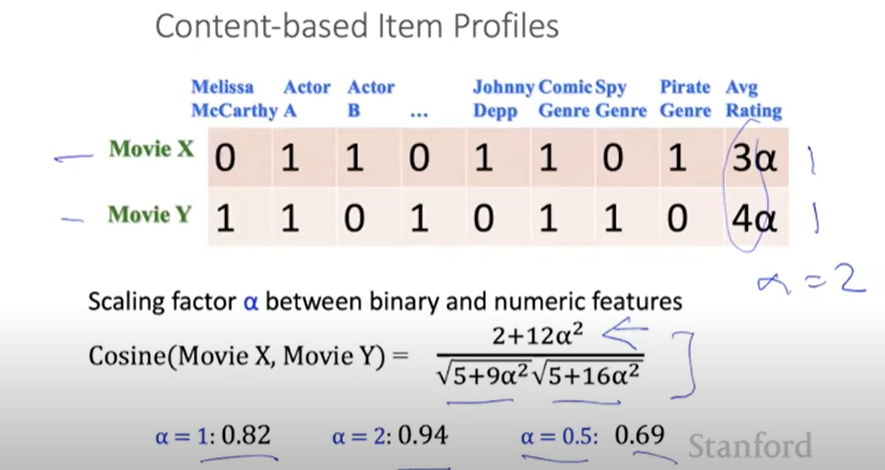 Content-based Item Profiles
Melissa McCarthy Actor A Actor B ... Johnny Depp Comic Genre Spy Genre Pirate Genre Avg Rating
Movie X 0 1 1 0 1 1 0 1 3α 1
Movie Y 1 1 0 1 0 1 1 0 4α 1
α = 2
Scaling factor α between binary and numeric features
Cosine(Movie X, Movie Y) = 2+12α² / √5+9α²√5+16α²
α = 1: 0.82 α = 2: 0.94 α = 0.5: 0.69 Stanford